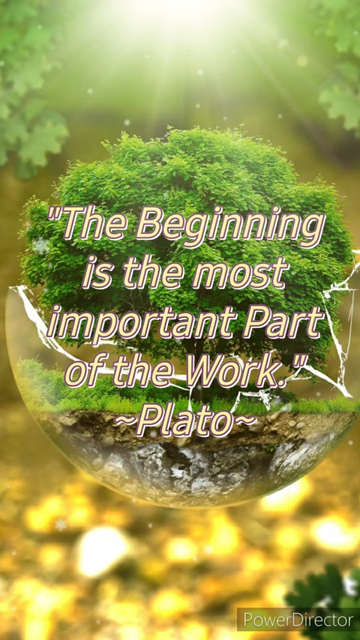 "The Beginning
is the most
important Part
of the Work."
~Plato~
PowerDirector